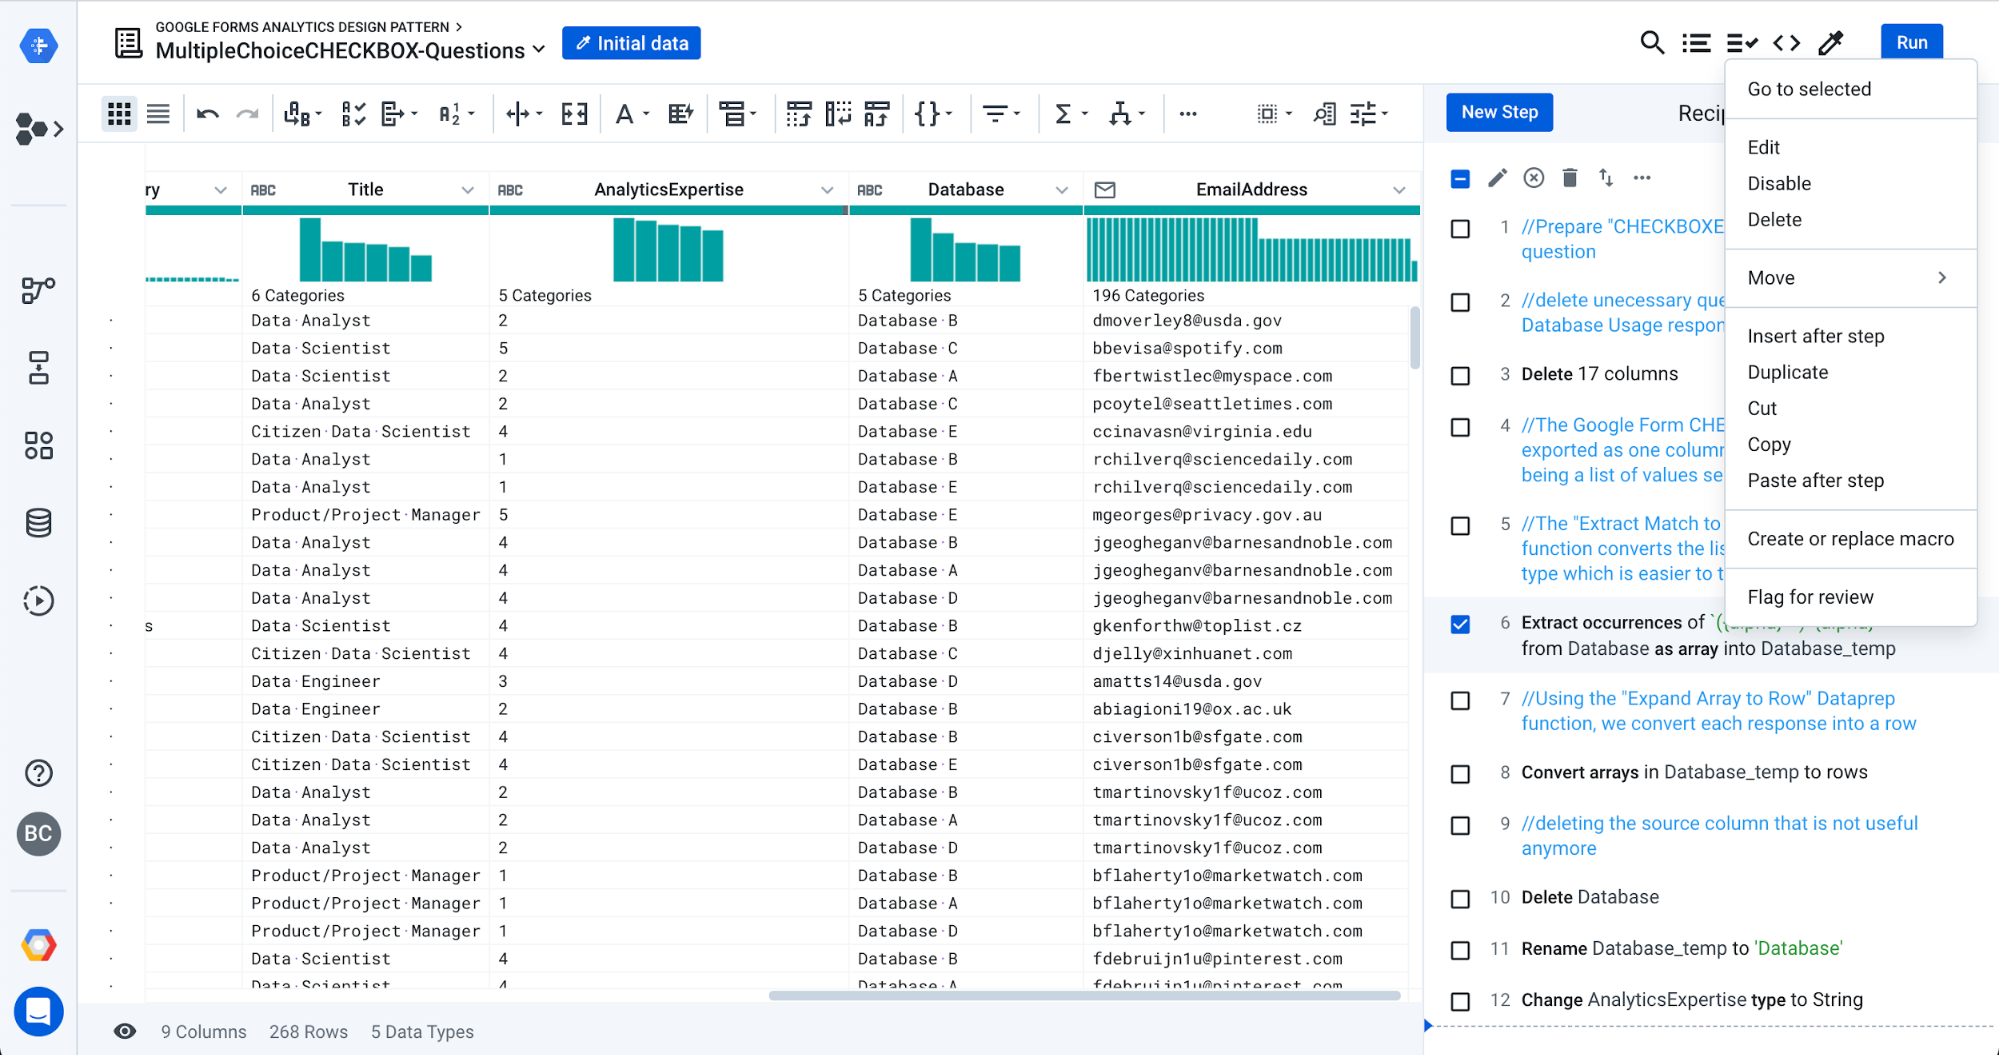 GOOGLE FORMS ANALYTICS DESIGN PATTERN
MultipleChoiceCHECKBOX-Questions
Initial data
Run
New Step
ry
ABC Title
ABC AnalyticsExpertise
ABC Database
EmailAddress
6 Categories
5 Categories
5 Categories
196 Categories
Data·Analyst 2 Database·B dmoverley8@usda.gov
Data·Scientist 5 Database·C bbevisa@spotify.com
Data·Scientist 2 Database·A fbertwistlec@myspace.com
Data·Analyst 2 Database·C pcoytel@seattletimes.com
Citizen·Data·Scientist 4 Database·E ccinavasn@virginia.edu
Data·Analyst 1 Database·B rchilverq@sciencedaily.com
Data·Analyst 1 Database·E rchilverq@sciencedaily.com
Product/Project·Manager 5 Database·E mgeorges@privacy.gov.au
Data·Analyst 4 Database·B jgeogheganv@barnesandnoble.com
Data·Analyst 4 Database·A jgeogheganv@barnesandnoble.com
Data·Analyst 4 Database·D jgeogheganv@barnesandnoble.com
s Data·Scientist 4 Database·B gkenforthw@toplist.cz
Citizen·Data·Scientist 4 Database·C djelly@xinhuanet.com
Data·Engineer 3 Database·D amatts14@usda.gov
Data·Engineer 2 Database·B abiagioni19@ox.ac.uk
Citizen·Data·Scientist 4 Database·B civerson1b@sfgate.com
Citizen·Data·Scientist 4 Database·E civerson1b@sfgate.com
Data·Analyst 2 Database·B tmartinovsky1f@ucoz.com
Data·Analyst 2 Database·A tmartinovsky1f@ucoz.com
Data·Analyst 2 Database·D tmartinovsky1f@ucoz.com
Product/Project·Manager 1 Database·B bflaherty1o@marketwatch.com
Product/Project·Manager 1 Database·A bflaherty1o@marketwatch.com
Product/Project·Manager 1 Database·D bflaherty1o@marketwatch.com
Data·Scientist 4 Database·B fdebruijn1u@pinterest.com
Data·Scientist 4 Database·A fdebruijn1u@pinterest.com
9 Columns 268 Rows 5 Data Types
BC
Recip
1 //Prepare "CHECKBOXE
question
2 //delete unecessary que
Database Usage respon
3 Delete 17 columns
4 //The Google Form CHE
exported as one column
being a list of values se
5 //The "Extract Match to
function converts the lis
type which is easier to t
6 Extract occurrences of
from Database as array into Database_temp
7 //Using the "Expand Array to Row" Dataprep
function, we convert each response into a row
8 Convert arrays in Database_temp to rows
9 //deleting the source column that is not useful
anymore
10 Delete Database
11 Rename Database_temp to 'Database'
12 Change AnalyticsExpertise type to String
Go to selected
Edit
Disable
Delete
Move
Insert after step
Duplicate
Cut
Copy
Paste after step
Create or replace macro
Flag for review